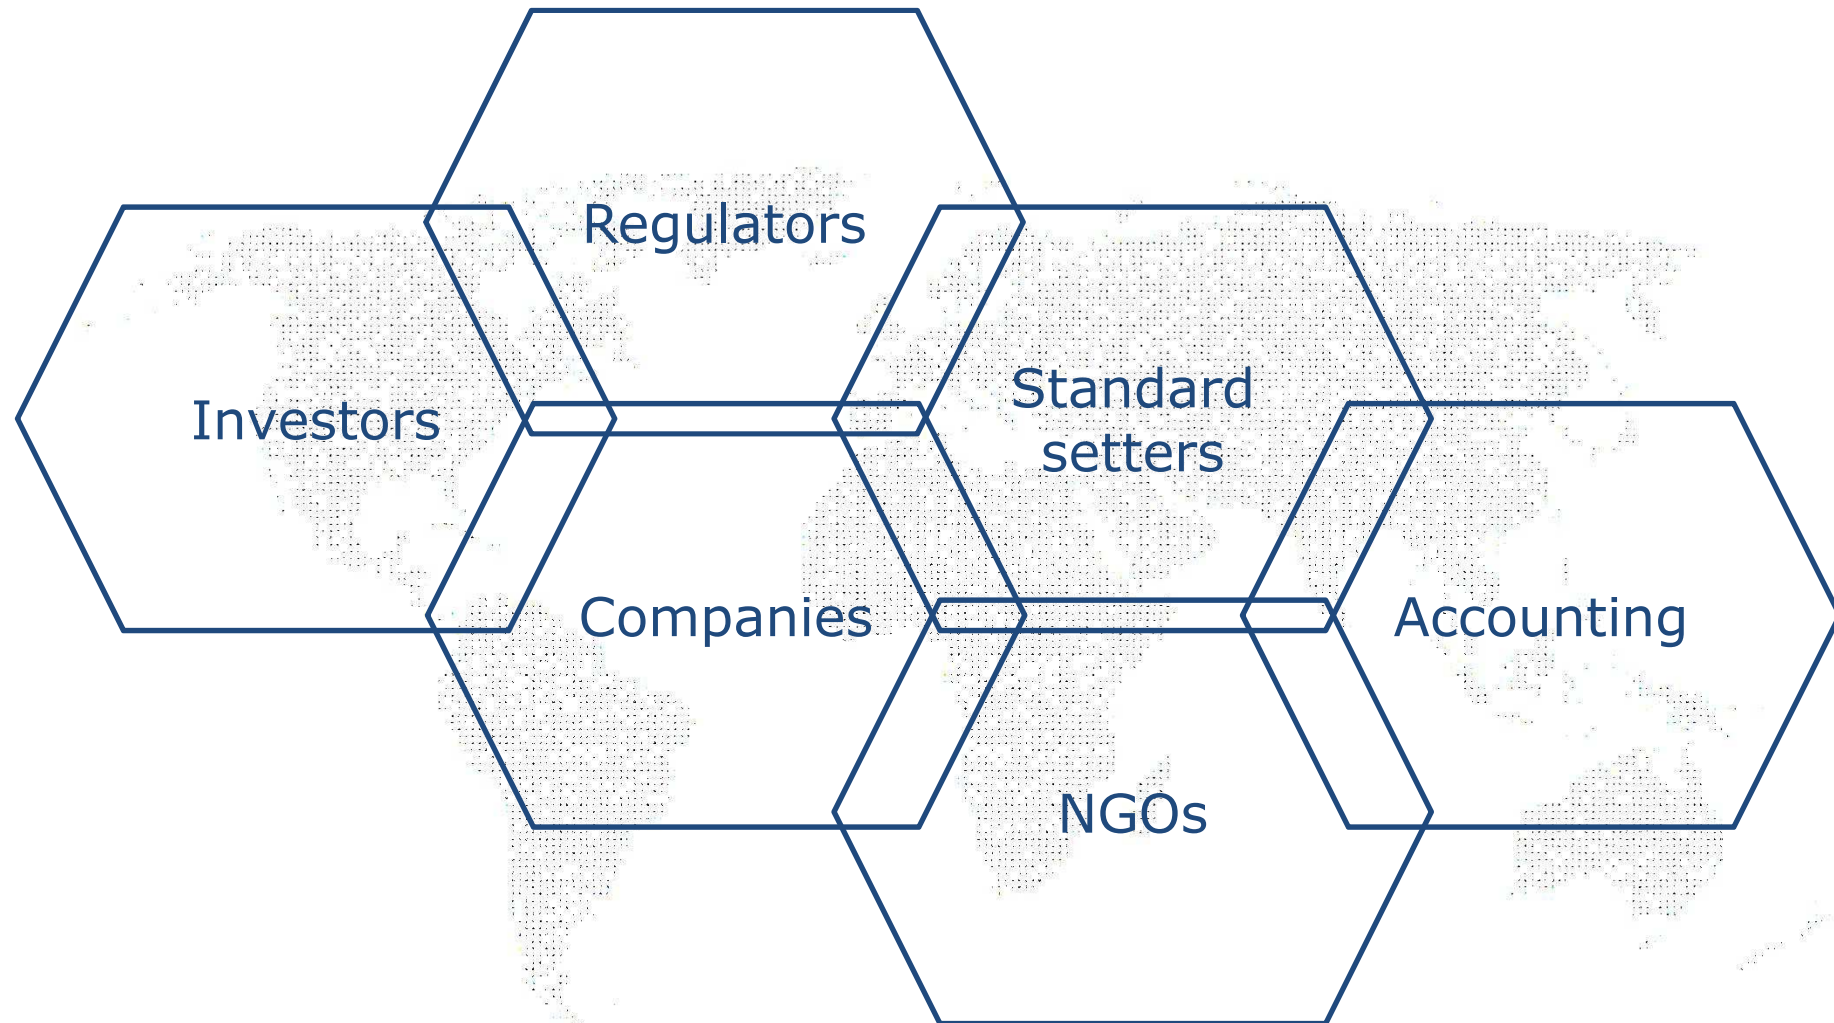 Regulators
Investors
Standard
setters
Companies
Accounting
NGOs